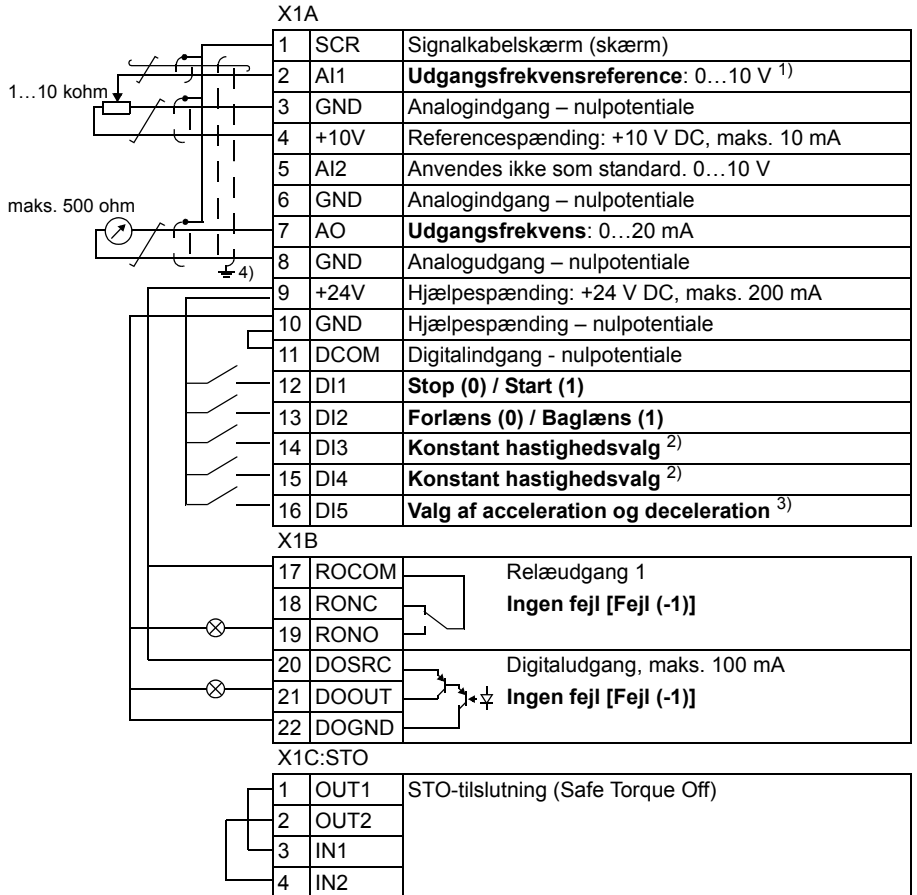 X1A
1 SCR Signalkabelskærm (skærm)
2 AI1 Udgangsfrekvensreference: 0…10 V 1)
1…10 kohm
3 GND Analogindgang – nulpotentiale
4 +10V Referencespænding: +10 V DC, maks. 10 mA
5 AI2 Anvendes ikke som standard. 0…10 V
6 GND Analogindgang – nulpotentiale
maks. 500 ohm
7 AO Udgangsfrekvens: 0…20 mA
8 GND Analogudgang – nulpotentiale
4)
9 +24V Hjælpespænding: +24 V DC, maks. 200 mA
10 GND Hjælpespænding – nulpotentiale
11 DCOM Digitalindgang - nulpotentiale
12 DI1 Stop (0) / Start (1)
13 DI2 Forlæns (0) / Baglæns (1)
14 DI3 Konstant hastighedsvalg 2)
15 DI4 Konstant hastighedsvalg 2)
16 DI5 Valg af acceleration og deceleration 3)
X1B
17 ROCOM Relæudgang 1
18 RONC Ingen fejl [Fejl (-1)]
19 RONO
20 DOSRC Digitaludgang, maks. 100 mA
21 DOOUT Ingen fejl [Fejl (-1)]
22 DOGND
X1C:STO
1 OUT1 STO-tilslutning (Safe Torque Off)
2 OUT2
3 IN1
4 IN2